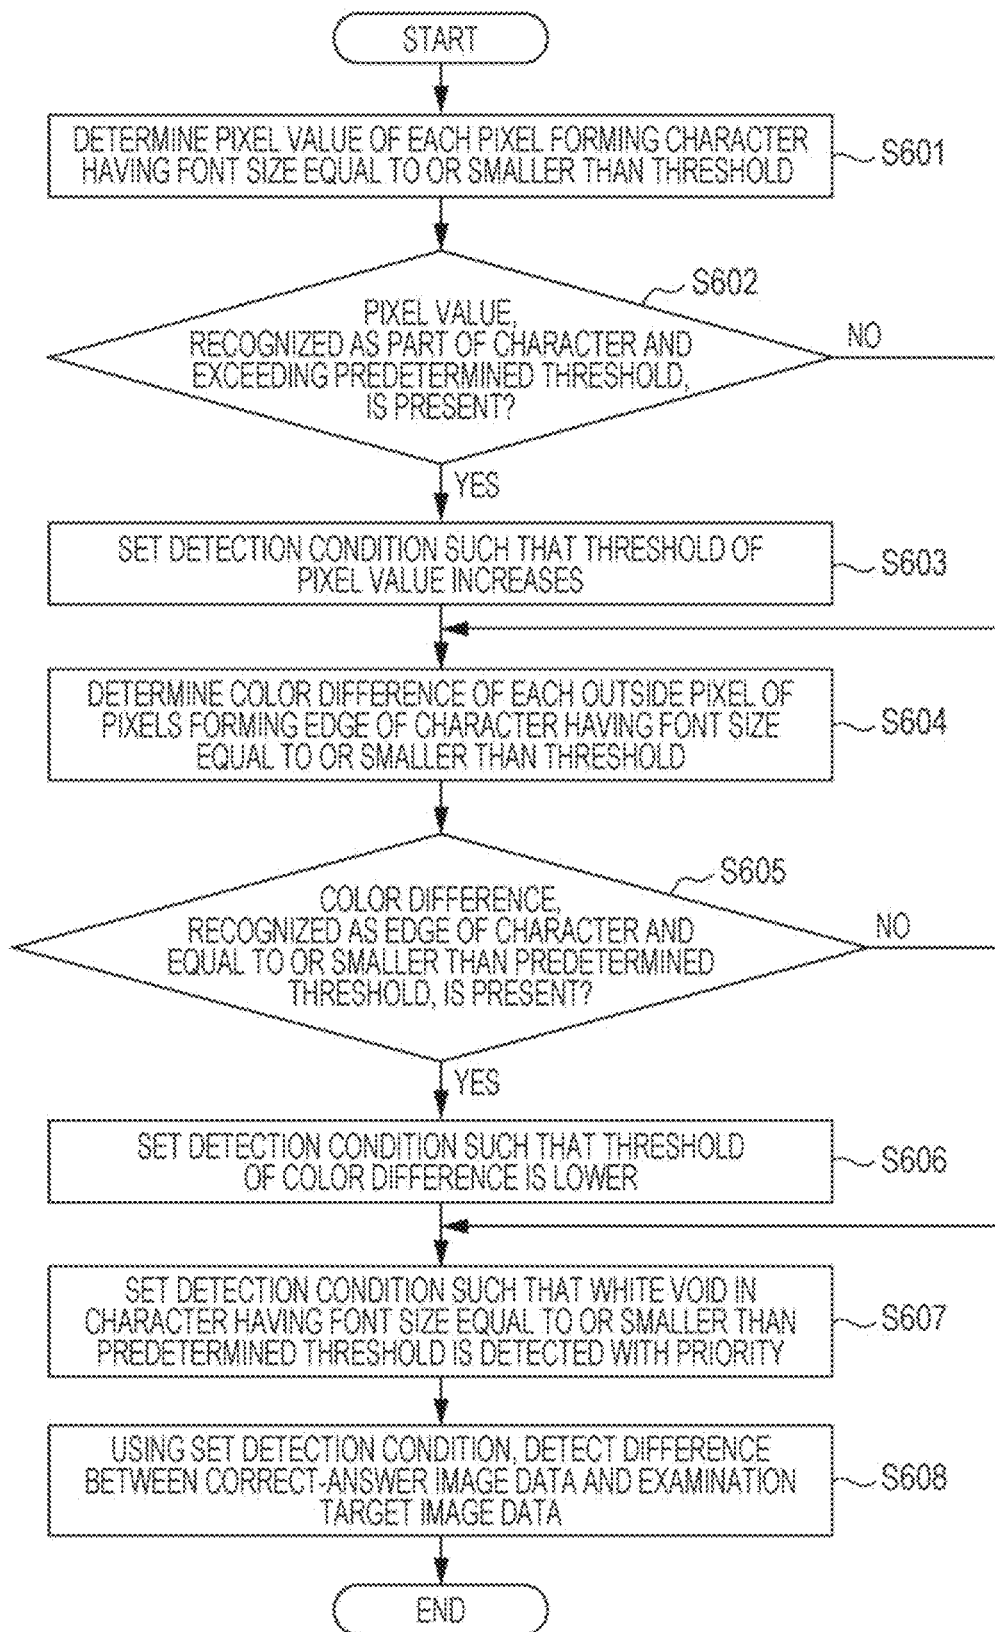 START
DETERMINE PIXEL VALUE OF EACH PIXEL FORMING CHARACTER
HAVING FONT SIZE EQUAL TO OR SMALLER THAN THRESHOLD
S601
S602
PIXEL VALUE,
RECOGNIZED AS PART OF CHARACTER AND
EXCEEDING PREDETERMINED THRESHOLD,
IS PRESENT?
NO
YES
SET DETECTION CONDITION SUCH THAT THRESHOLD OF
PIXEL VALUE INCREASES
S603
DETERMINE COLOR DIFFERENCE OF EACH OUTSIDE PIXEL OF
PIXELS FORMING EDGE OF CHARACTER HAVING FONT SIZE
EQUAL TO OR SMALLER THAN THRESHOLD
S604
S605
COLOR DIFFERENCE,
RECOGNIZED AS EDGE OF CHARACTER AND
EQUAL TO OR SMALLER THAN PREDETERMINED
THRESHOLD, IS PRESENT?
NO
YES
SET DETECTION CONDITION SUCH THAT THRESHOLD
OF COLOR DIFFERENCE IS LOWER
S606
SET DETECTION CONDITION SUCH THAT WHITE VOID IN
CHARACTER HAVING FONT SIZE EQUAL TO OR SMALLER THAN
PREDETERMINED THRESHOLD IS DETECTED WITH PRIORITY
S607
USING SET DETECTION CONDITION, DETECT DIFFERENCE
BETWEEN CORRECT-ANSWER IMAGE DATA AND EXAMINATION
TARGET IMAGE DATA
S608
END